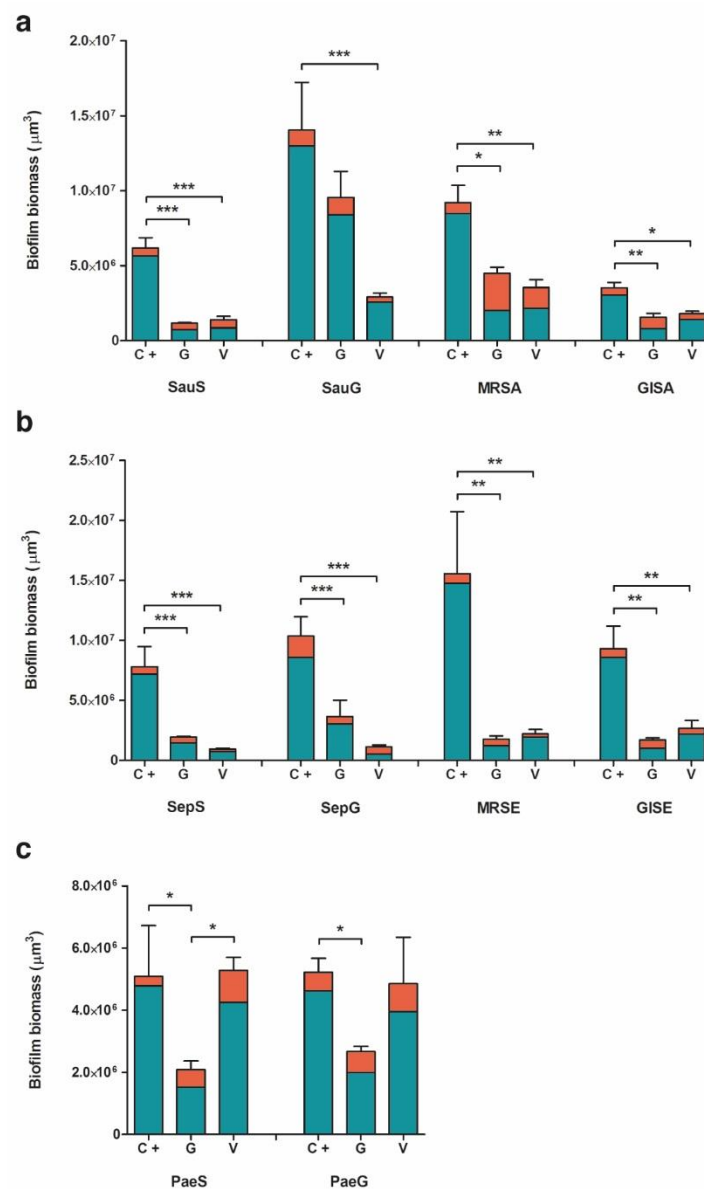 a
Biofilm biomass (μm³)
2.0×10⁷
1.5×10⁷
1.0×10⁷
5.0×10⁶
0
***
***
***
**
*
*
**
C + G V C + G V C + G V C + G V
SauS SauG MRSA GISA
b
Biofilm biomass (μm³)
2.5×10⁷
2.0×10⁷
1.5×10⁷
1.0×10⁷
5.0×10⁶
0
***
***
***
***
**
**
**
**
C + G V C + G V C + G V C + G V
SepS SepG MRSE GISE
c
Biofilm biomass (μm³)
8.0×10⁶
6.0×10⁶
4.0×10⁶
2.0×10⁶
0
*
*
*
C + G V C + G V
PaeS PaeG